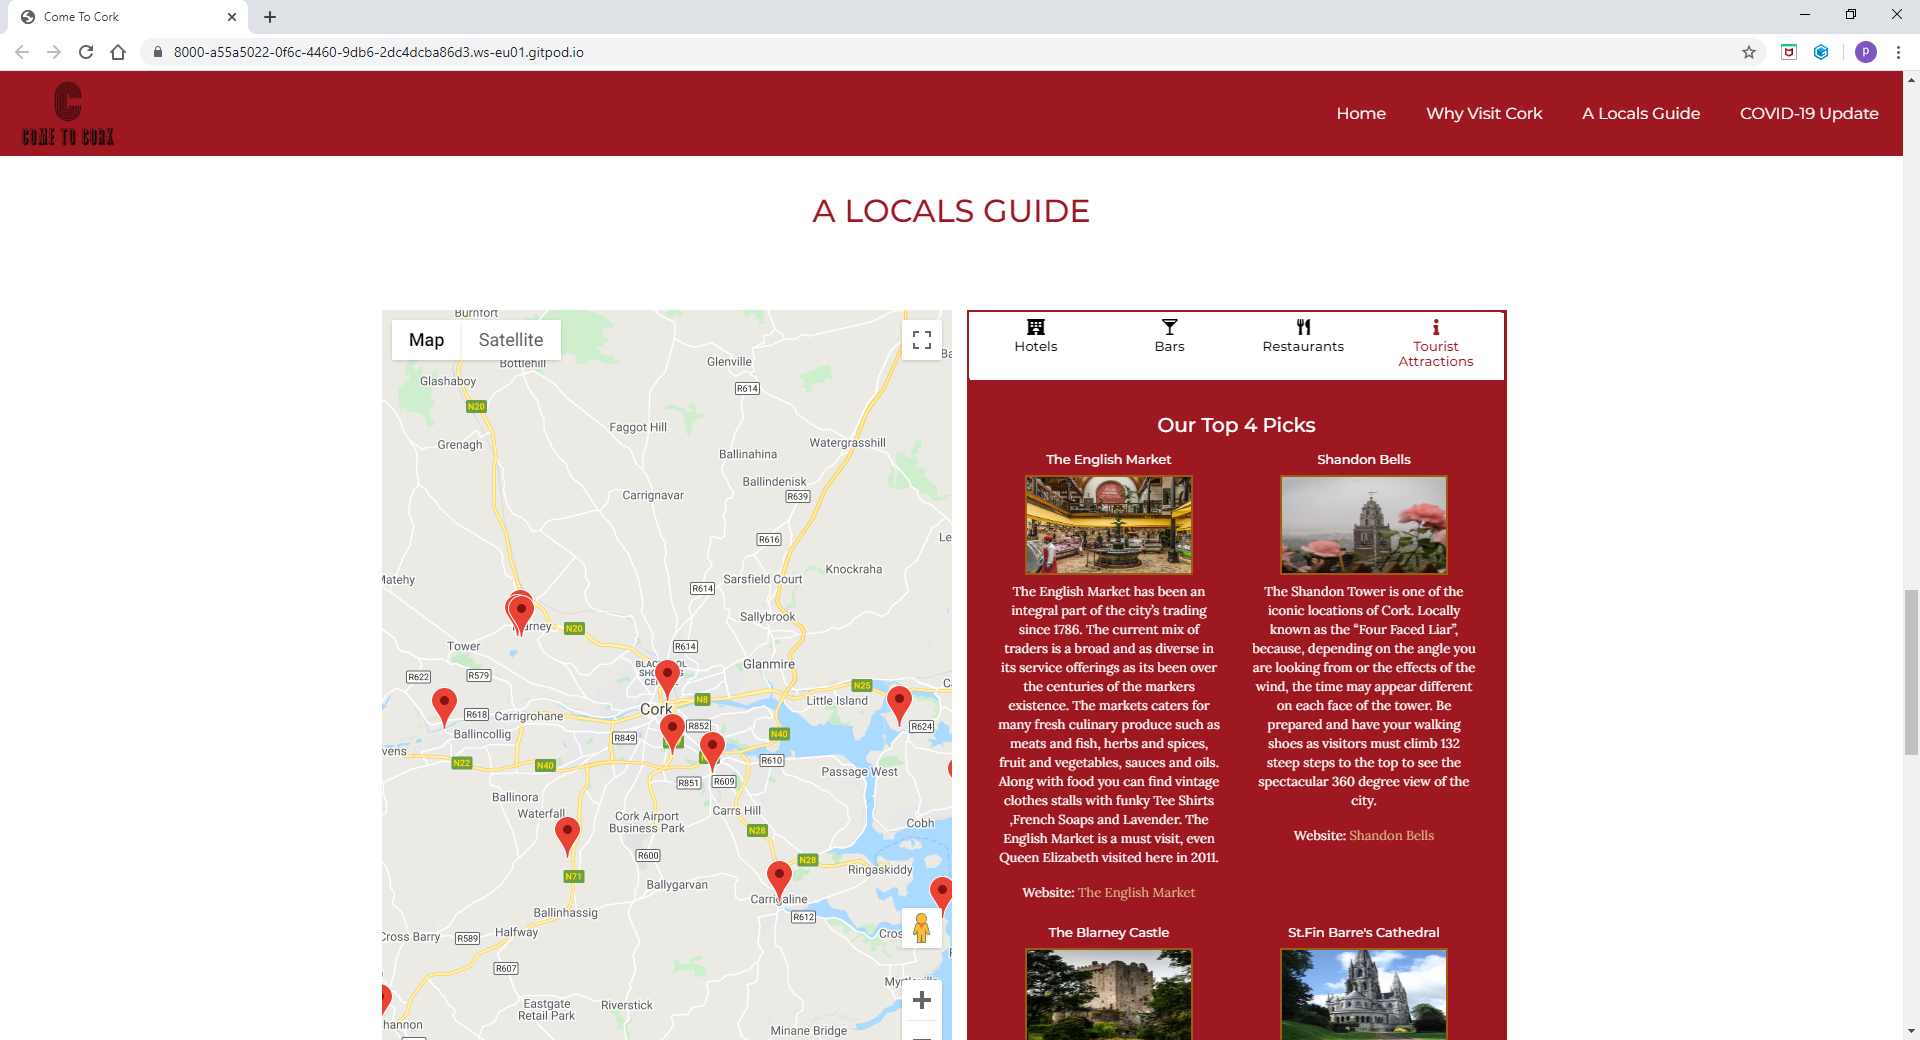 Come To Cork
8000-a55a5022-0f6c-4460-9db6-2dc4dcba86d3.ws-eu01.gitpod.io
p
C
COME TO CORK
Home
Why Visit Cork
A Locals Guide
COVID-19 Update
A LOCALS GUIDE
Map
Satellite
Burnfort
Bottlehill
Glashaboy
N20
Grenagh
Glenville
R614
Faggot Hill
Watergrasshill
Ballinahina
Ballindenisk
R639
Carrignavar
R616
Knockraha
Sarsfield Court
R614
Sallybrook
Matehy
N20
Tower
R614
Glanmire
R622
R579
N25
Little Island
N8
Cork
R618
Carrigrohane
R852
R624
Ballincollig
R849
N40
N22
N40
R610
R851
R609
Passage West
Ballinora
Waterfall
Carrs Hill
Cork Airport
Business Park
Cobh
N28
R600
N28
Ringaskiddy
N71
Ballygarvan
Carrigaline
Ballinhassig
R612
Cross Barry
R589
Halfway
R607
Eastgate
Retail Park
Riverstick
Minane Bridge
Hotels
Bars
Restaurants
Tourist
Attractions
Our Top 4 Picks
The English Market
The English Market has been an
integral part of the city’s trading
since 1786. The current mix of
traders is a broad and as diverse in
its service offerings as its been over
the centuries of the markers
existence. The markets caters for
many fresh culinary produce such as
meats and fish, herbs and spices,
fruit and vegetables, sauces and oils.
Along with food you can find vintage
clothes stalls with funky Tee Shirts
,French Soaps and Lavender. The
English Market is a must visit, even
Queen Elizabeth visited here in 2011.
Website: The English Market
Shandon Bells
The Shandon Tower is one of the
iconic locations of Cork. Locally
known as the “Four Faced Liar”,
because, depending on the angle you
are looking from or the effects of the
wind, the time may appear different
on each face of the tower. Be
prepared and have your walking
shoes as visitors must climb 132
steep steps to the top to see the
spectacular 360 degree view of the
city.
Website: Shandon Bells
The Blarney Castle
St.Fin Barre's Cathedral